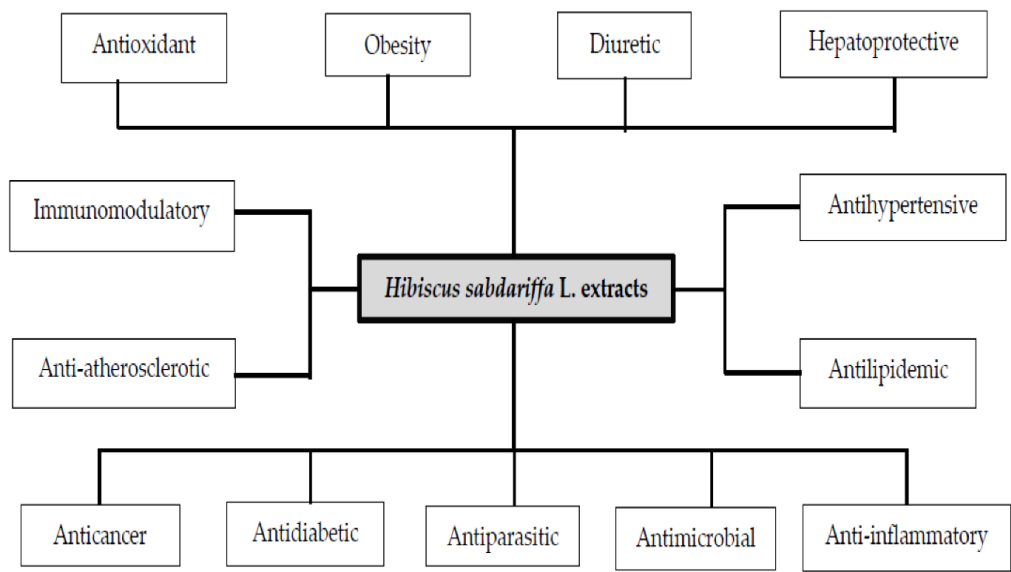 Antioxidant
Obesity
Diuretic
Hepatoprotective
Immunomodulatory
Antihypertensive
Hibiscus sabdariffa L. extracts
Anti-atherosclerotic
Antilipidemic
Anticancer
Antidiabetic
Antiparasitic
Antimicrobial
Anti-inflammatory